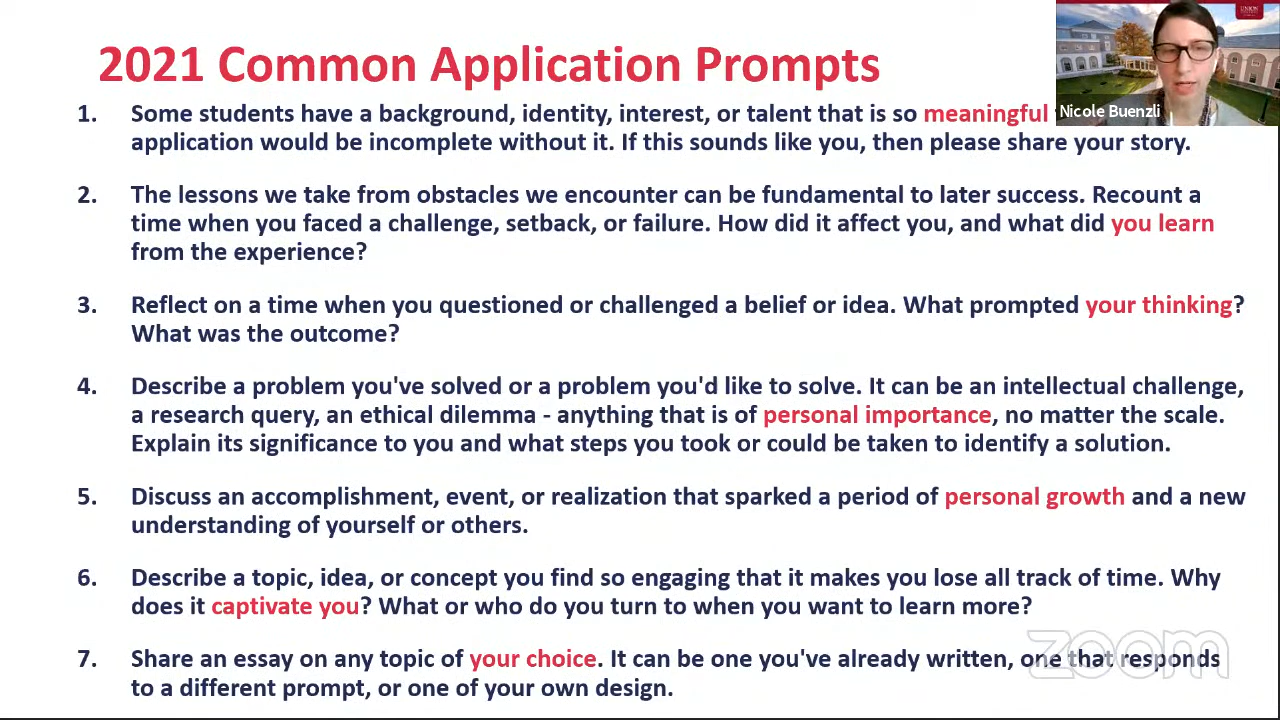 2021 Common Application Prompts
1. Some students have a background, identity, interest, or talent that is so meaningful
application would be incomplete without it. If this sounds like you, then please share your story.
2. The lessons we take from obstacles we encounter can be fundamental to later success. Recount a
time when you faced a challenge, setback, or failure. How did it affect you, and what did you learn
from the experience?
3. Reflect on a time when you questioned or challenged a belief or idea. What prompted your thinking?
What was the outcome?
4. Describe a problem you've solved or a problem you'd like to solve. It can be an intellectual challenge,
a research query, an ethical dilemma - anything that is of personal importance, no matter the scale.
Explain its significance to you and what steps you took or could be taken to identify a solution.
5. Discuss an accomplishment, event, or realization that sparked a period of personal growth and a new
understanding of yourself or others.
6. Describe a topic, idea, or concept you find so engaging that it makes you lose all track of time. Why
does it captivate you? What or who do you turn to when you want to learn more?
7. Share an essay on any topic of your choice. It can be one you've already written, one that responds
to a different prompt, or one of your own design.
UNION
Nicole Buenzli
zoom